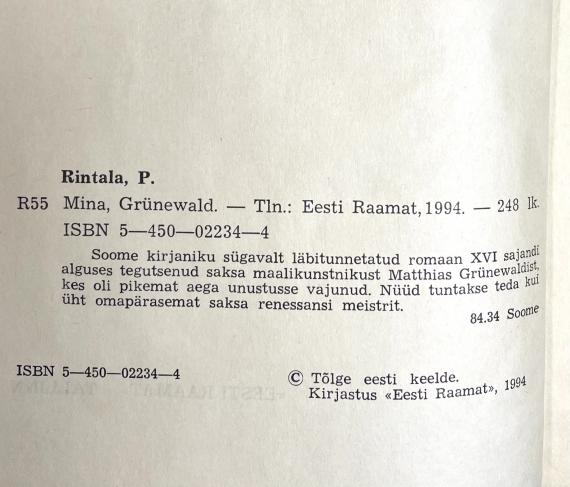 Rintala, P.
R55 Mina, Grünewald. — Tln.: Eesti Raamat, 1994. — 248 lk.
ISBN 5—450—02234—4
Soome kirjaniku sügavalt läbitunnetatud romaan XVI sajandi
alguses tegutsenud saksa maalikunstnikust Matthias Grünewaldist,
kes oli pikemat aega unustusse vajunud. Nüüd tuntakse teda kui
üht omapärasemat saksa renessansi meistrit.
84.34 Soome
ISBN 5—450—02234—4
© Tõlge eesti keelde.
Kirjastus «Eesti Raamat», 1994